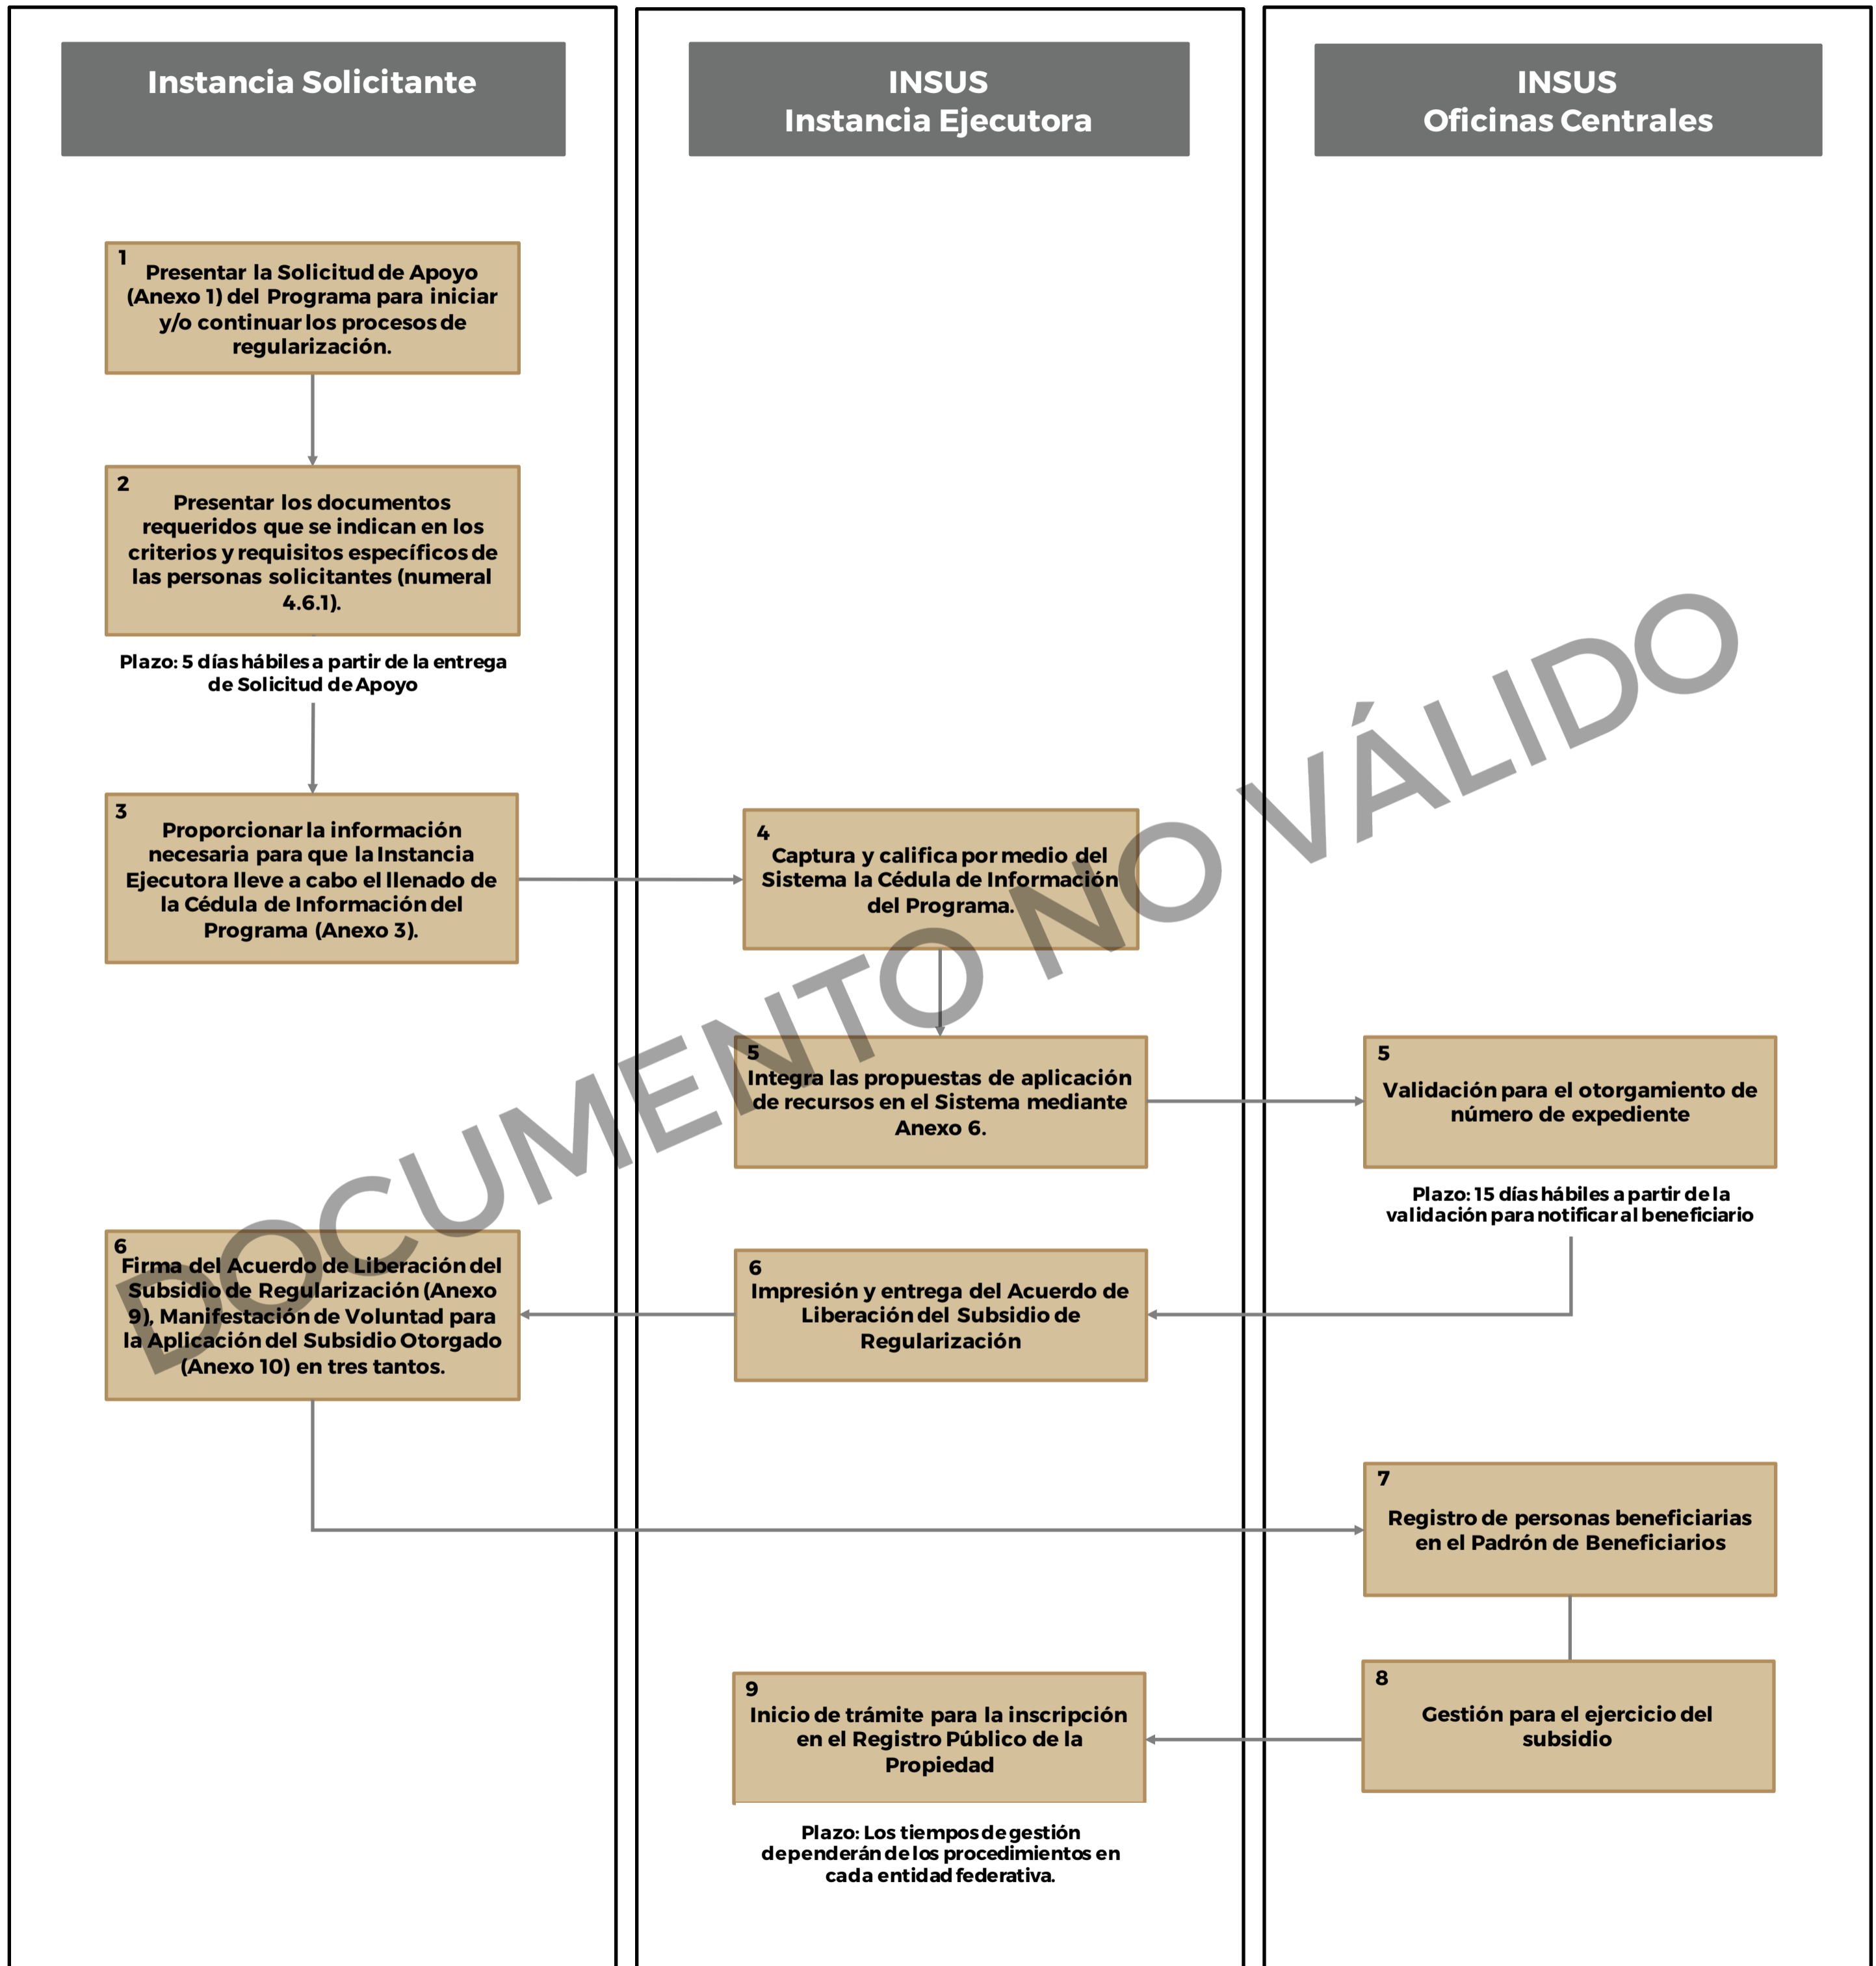 Instancia Solicitante
INSUS
Instancia Ejecutora
INSUS
Oficinas Centrales
1
Presentar la Solicitud de Apoyo
(Anexo 1) del Programa para iniciar
y/o continuar los procesos de
regularización.
2
Presentar los documentos
requeridos que se indican en los
criterios y requisitos específicos de
las personas solicitantes (numeral
4.6.1).
Plazo: 5 días hábiles a partir de la entrega
de Solicitud de Apoyo
3
Proporcionar la información
necesaria para que la Instancia
Ejecutora lleve a cabo el llenado de
la Cédula de Información del
Programa (Anexo 3).
4
Captura y califica por medio del
Sistema la Cédula de Información
del Programa.
5
Integra las propuestas de aplicación
de recursos en el Sistema mediante
Anexo 6.
5
Validación para el otorgamiento de
número de expediente
Plazo: 15 días hábiles a partir de la
validación para notificar al beneficiario
6
Impresión y entrega del Acuerdo de
Liberación del Subsidio de
Regularización
6
Firma del Acuerdo de Liberación del
Subsidio de Regularización (Anexo
9), Manifestación de Voluntad para
la Aplicación del Subsidio Otorgado
(Anexo 10) en tres tantos.
7
Registro de personas beneficiarias
en el Padrón de Beneficiarios
8
Gestión para el ejercicio del
subsidio
9
Inicio de trámite para la inscripción
en el Registro Público de la
Propiedad
Plazo: Los tiempos de gestión
dependerán de los procedimientos en
cada entidad federativa.
DOCUMENTO NO VÁLIDO